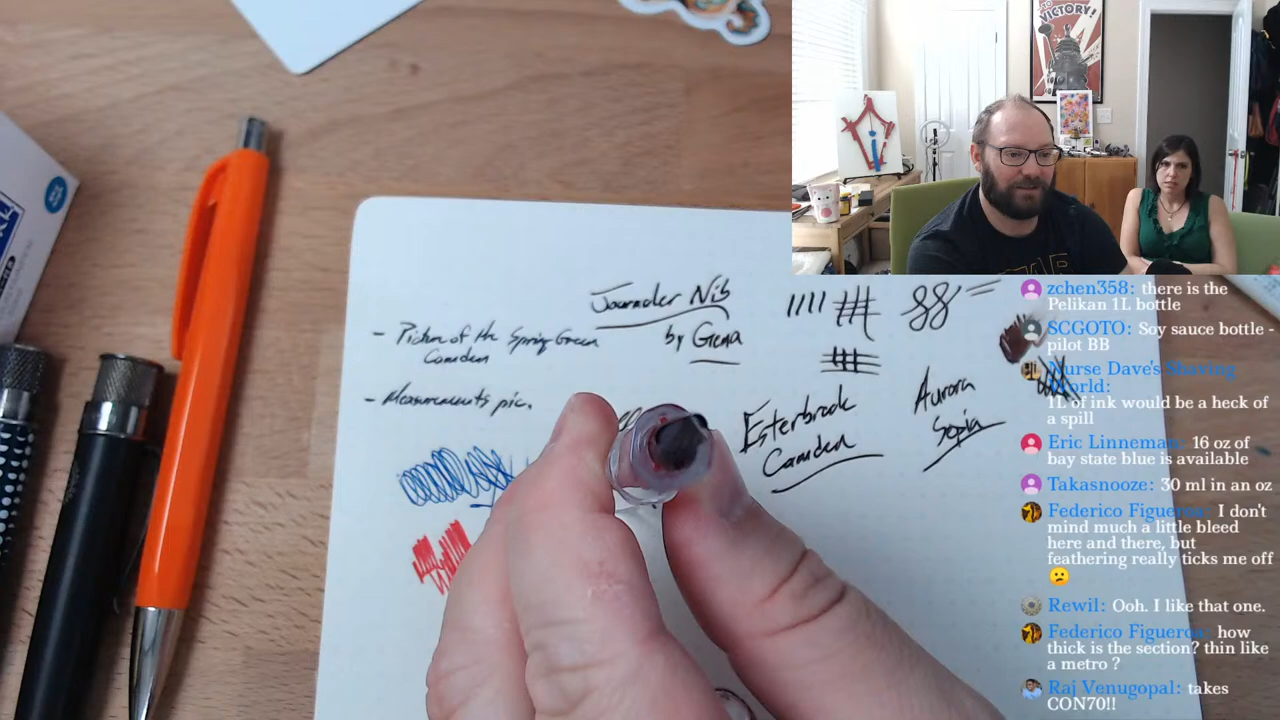 VICTORY!
Journaler Nib
by Gena
- Picture of the Spring Green
Camden
- Measurements pic.
Esterbrook
Camden
Aurora
Sepia
zchen358: there is the
Pelikan 1L bottle
SCGOTO: Soy sauce bottle -
pilot BB
Nurse Dave's Shaving
World:
1L of ink would be a heck of
a spill
Eric Linneman: 16 oz of
bay state blue is available
Takasnooze: 30 ml in an oz
Federico Figueroa: I don't
mind much a little bleed
here and there, but
feathering really ticks me off
😕
Rewil: Ooh. I like that one.
Federico Figueroa: how
thick is the section? thin like
a metro ?
Raj Venugopal: takes
CON70!!